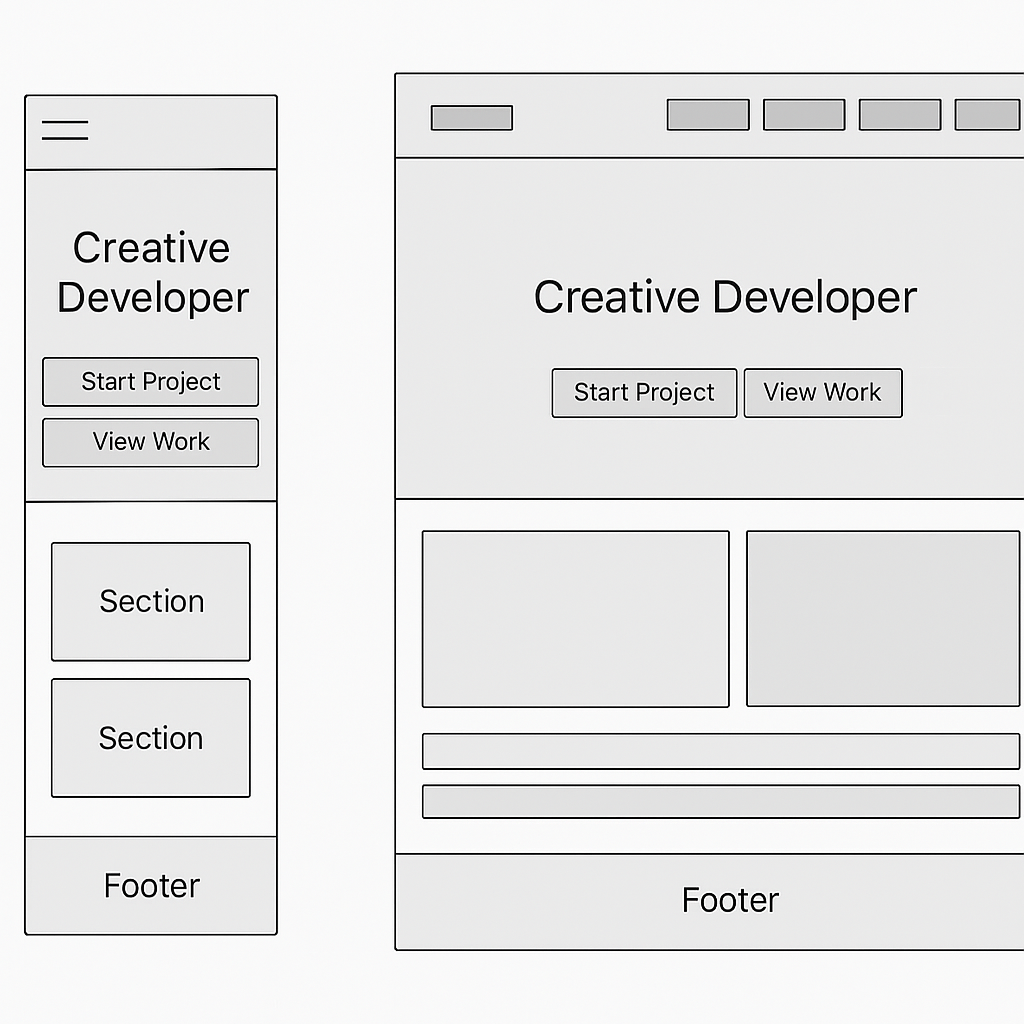 Creative
Developer
Start Project
View Work
Section
Section
Footer
Creative Developer
Start Project
View Work
Footer